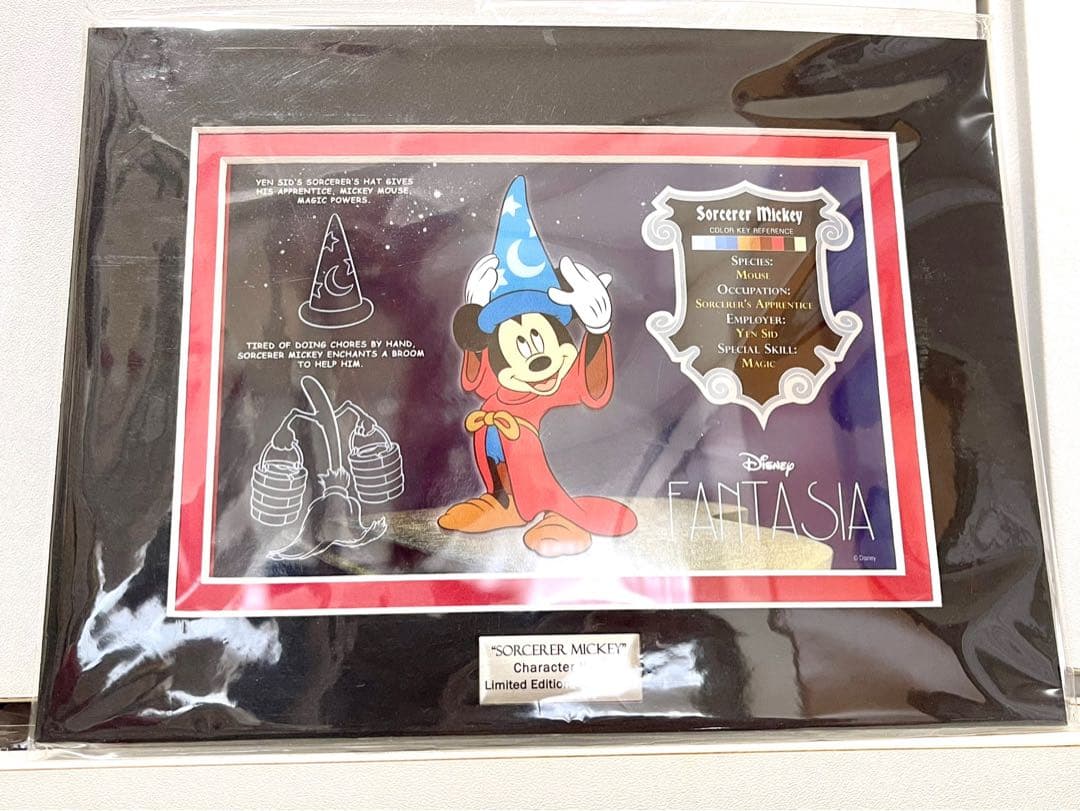 YEN SID'S SORCERER'S HAT GIVES
HIS APPRENTICE, MICKEY MOUSE,
MAGIC POWERS.
TIRED OF DOING CHORES BY HAND,
SORCERER MICKEY ENCHANTS A BROOM
TO HELP HIM.
Sorcerer Mickey
COLOR KEY REFERENCE
SPECIES:
MOUSE
OCCUPATION:
SORCERER'S APPRENTICE
EMPLOYER:
YEN SID
SPECIAL SKILL:
MAGIC
Disney
FANTASIA
© Disney
"SORCERER MICKEY"
Character
Limited